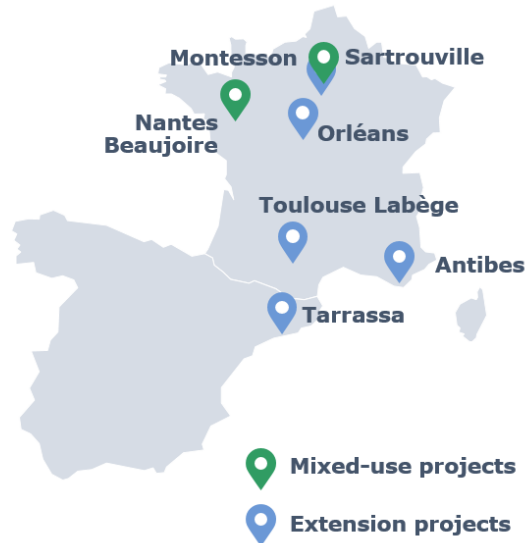 Montesson
Sartrouville
Nantes
Beaujoire
Orléans
Toulouse Labège
Antibes
Tarrassa
Mixed-use projects
Extension projects